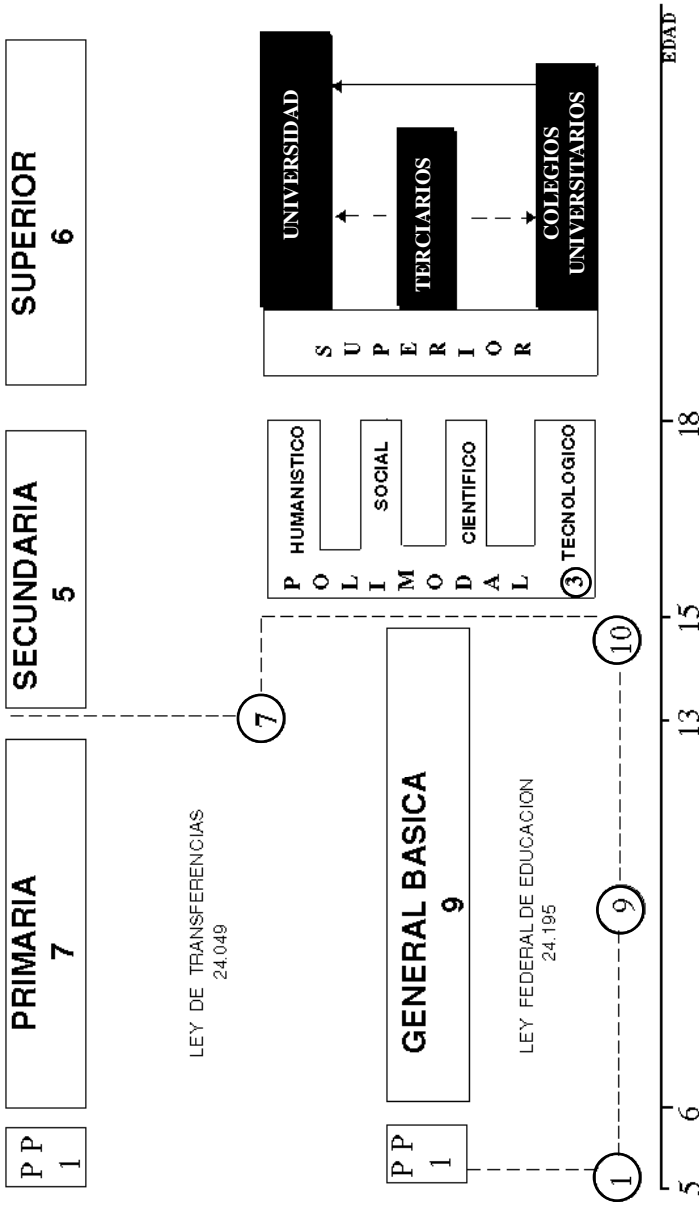 P P
1
PRIMARIA
7
SECUNDARIA
5
SUPERIOR
6
7
LEY DE TRANSFERENCIAS
24.049
P P
1
GENERAL BASICA
9
LEY FEDERAL DE EDUCACION
24.195
POLIMODAL
3
HUMANISTICO
SOCIAL
CIENTIFICO
TECNOLOGICO
SUPERIOR
UNIVERSIDAD
TERCIARIOS
COLEGIOS
UNIVERSITARIOS
1
9
10
5
6
13
15
18
EDAD